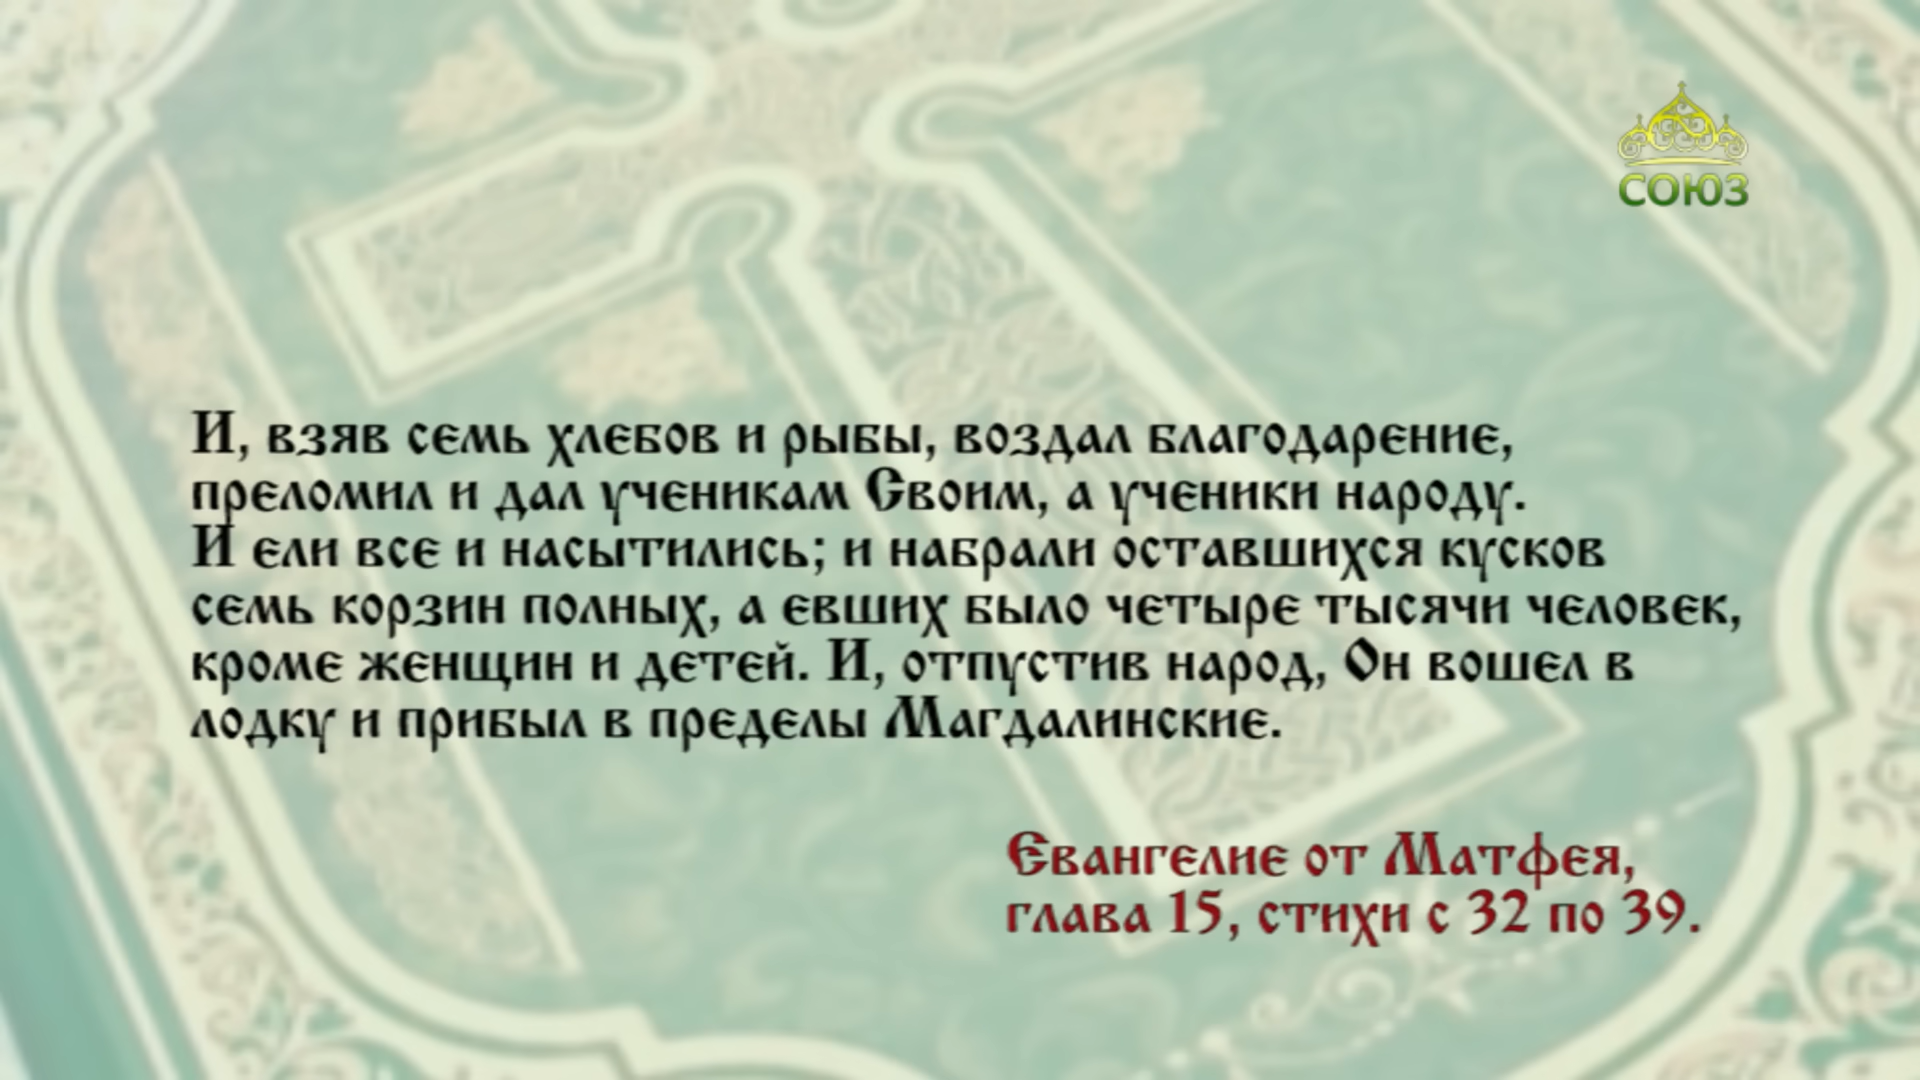 СОЮЗ
И, взяв семь хлебов и рыбы, воздал благодарение,
преломил и дал ученикам Своим, а ученики народу.
И ели все и насытились; и набрали оставшихся кусков
семь корзин полных, а евших было четыре тысячи человек,
кроме женщин и детей. И, отпустив народ, Он вошел в
лодку и прибыл в пределы Магдалинские.
Евангелие от Матфея,
глава 15, стихи с 32 по 39.